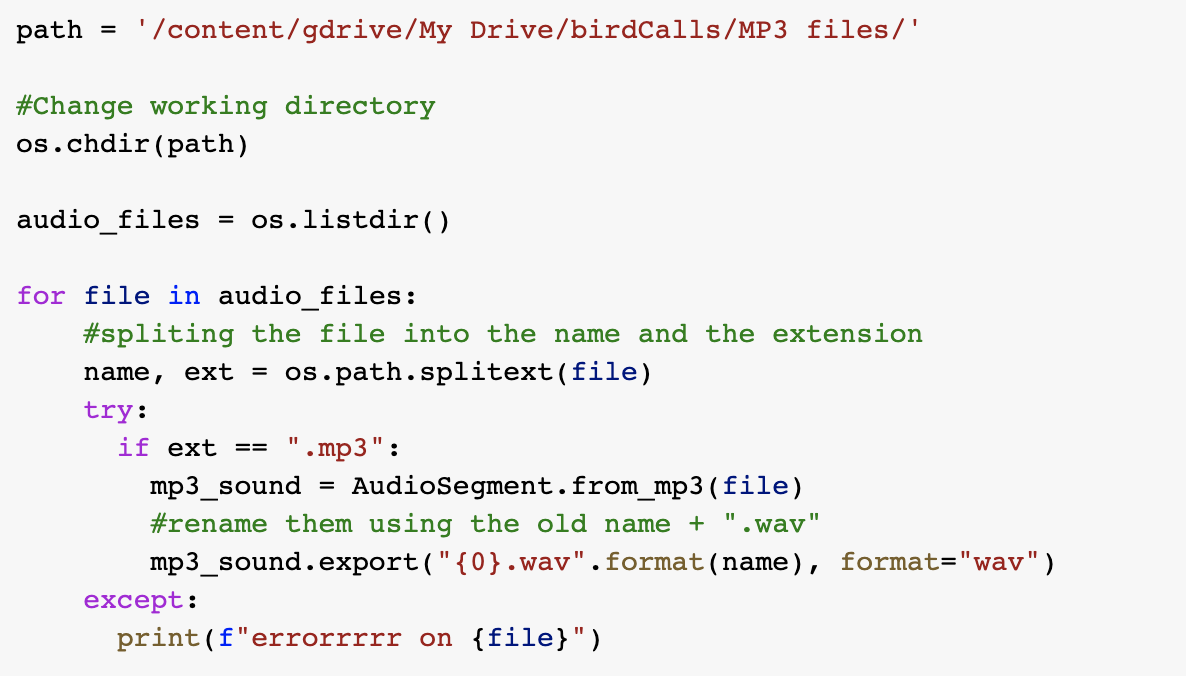 path = '/content/gdrive/My Drive/birdCalls/MP3 files/'
#Change working directory
os.chdir(path)
audio_files = os.listdir()
for file in audio_files:
    #spliting the file into the name and the extension
    name, ext = os.path.splitext(file)
    try:
      if ext == ".mp3":
        mp3_sound = AudioSegment.from_mp3(file)
        #rename them using the old name + ".wav"
        mp3_sound.export("{0}.wav".format(name), format="wav")
    except:
      print(f"errorrrrr on {file}")